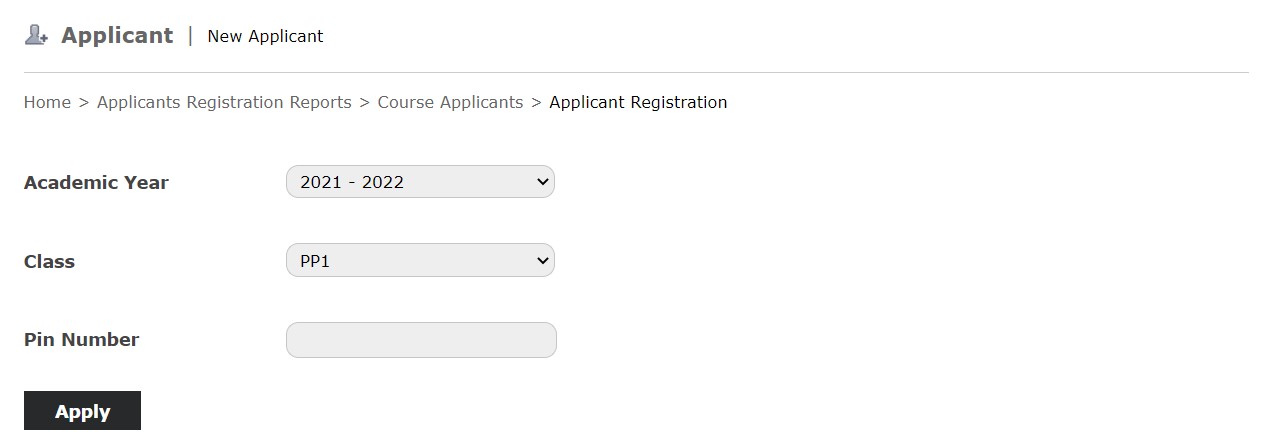 Applicant | New Applicant
Home > Applicants Registration Reports > Course Applicants > Applicant Registration
Academic Year 2021 - 2022
Class PP1
Pin Number
Apply